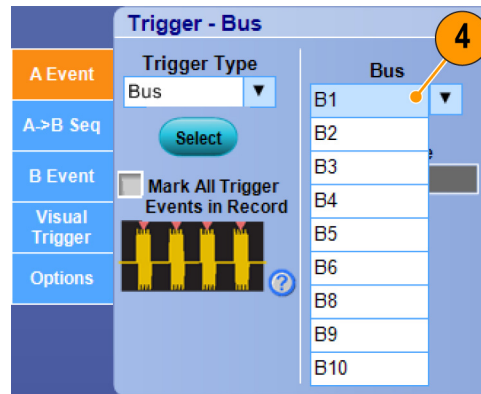 Trigger - Bus
4
A Event
A->B Seq
B Event
Visual
Trigger
Options
Trigger Type
Bus
Select
Mark All Trigger
Events in Record
?
Bus
B1
B2
B3
B4
B5
B6
B8
B9
B10